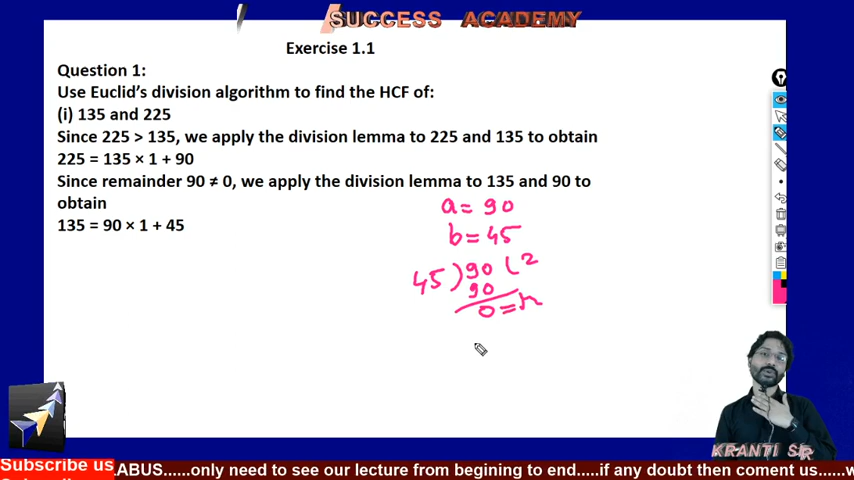 SUCCESS ACADEMY
Exercise 1.1
Question 1:
Use Euclid's division algorithm to find the HCF of:
(i) 135 and 225
Since 225 > 135, we apply the division lemma to 225 and 135 to obtain
225 = 135 × 1 + 90
Since remainder 90 ≠ 0, we apply the division lemma to 135 and 90 to
obtain
135 = 90 × 1 + 45
a = 90
b = 45
45 ) 90 ( 2
90
0 = r
KRANTI SIR
Subscribe us
ABUS......only need to see our lecture from begining to end.....if any doubt then coment us......w